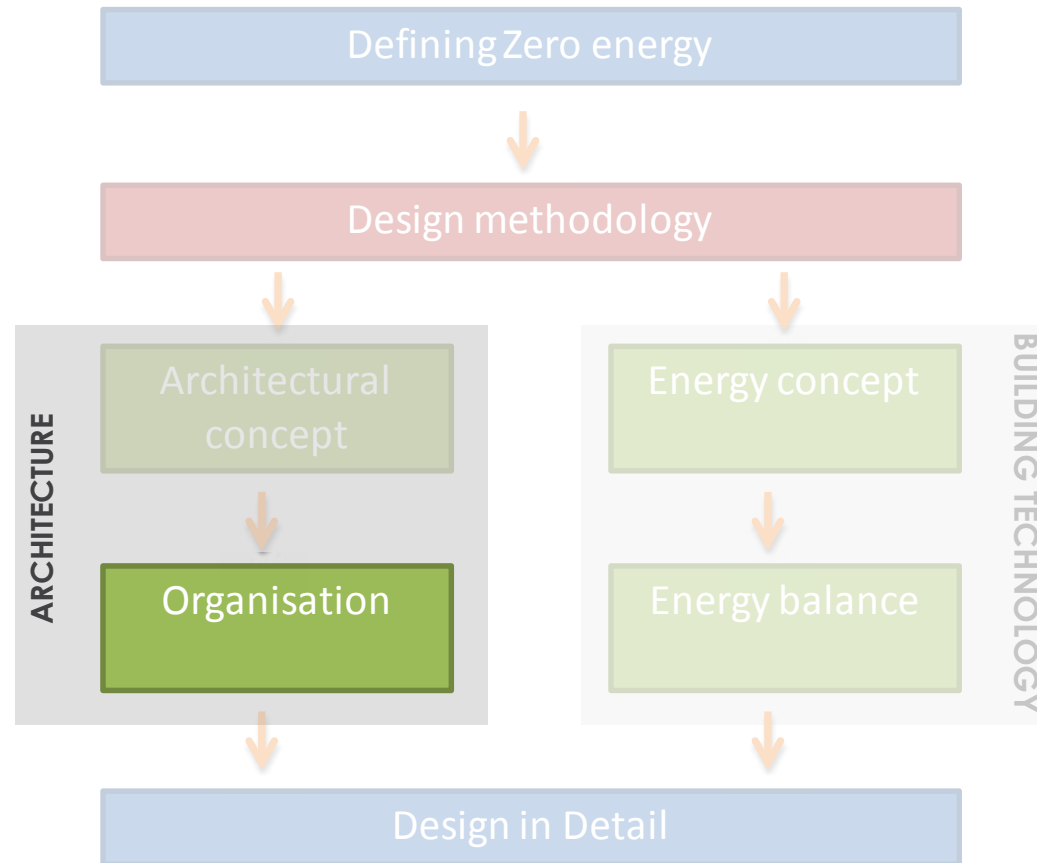 Defining Zero energy
Design methodology
ARCHITECTURE
Architectural
concept
Organisation
Energy concept
Energy balance
BUILDING TECHNOLOGY
Design in Detail